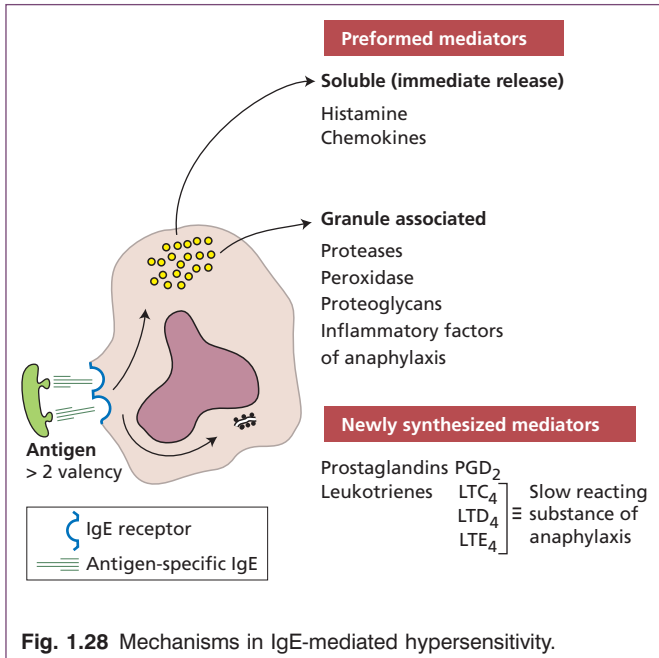 Preformed mediators
Soluble (immediate release)
Histamine
Chemokines
Granule associated
Proteases
Peroxidase
Proteoglycans
Inflammatory factors
of anaphylaxis
Antigen
> 2 valency
IgE receptor
Antigen-specific IgE
Newly synthesized mediators
Prostaglandins PGD₂
Leukotrienes LTC₄
LTD₄
LTE₄
≡ Slow reacting
substance of
anaphylaxis
Fig. 1.28 Mechanisms in IgE-mediated hypersensitivity.